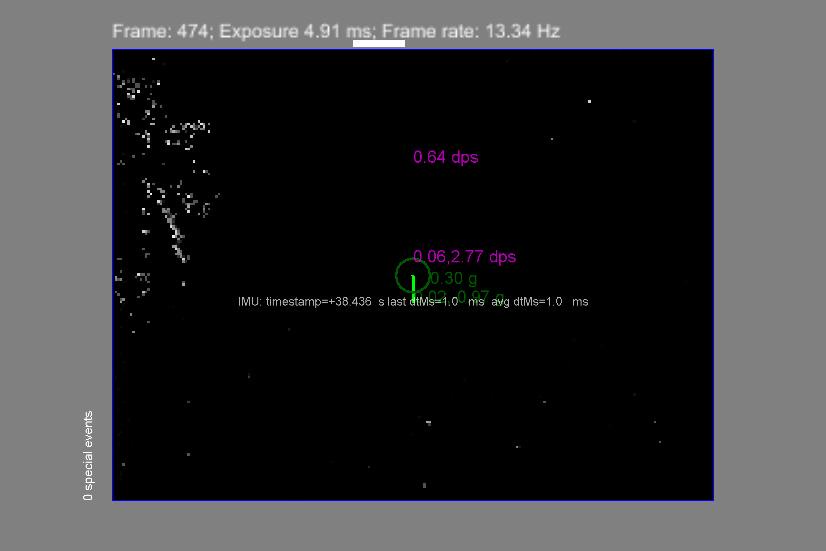 Frame: 474; Exposure 4.91 ms; Frame rate: 13.34 Hz
0.64 dps
0.06,2.77 dps
0.30 g
0.97 g
IMU: timestamp=+38.436 s last dtMs=1.0 ms avg dtMs=1.0 ms
0 special events